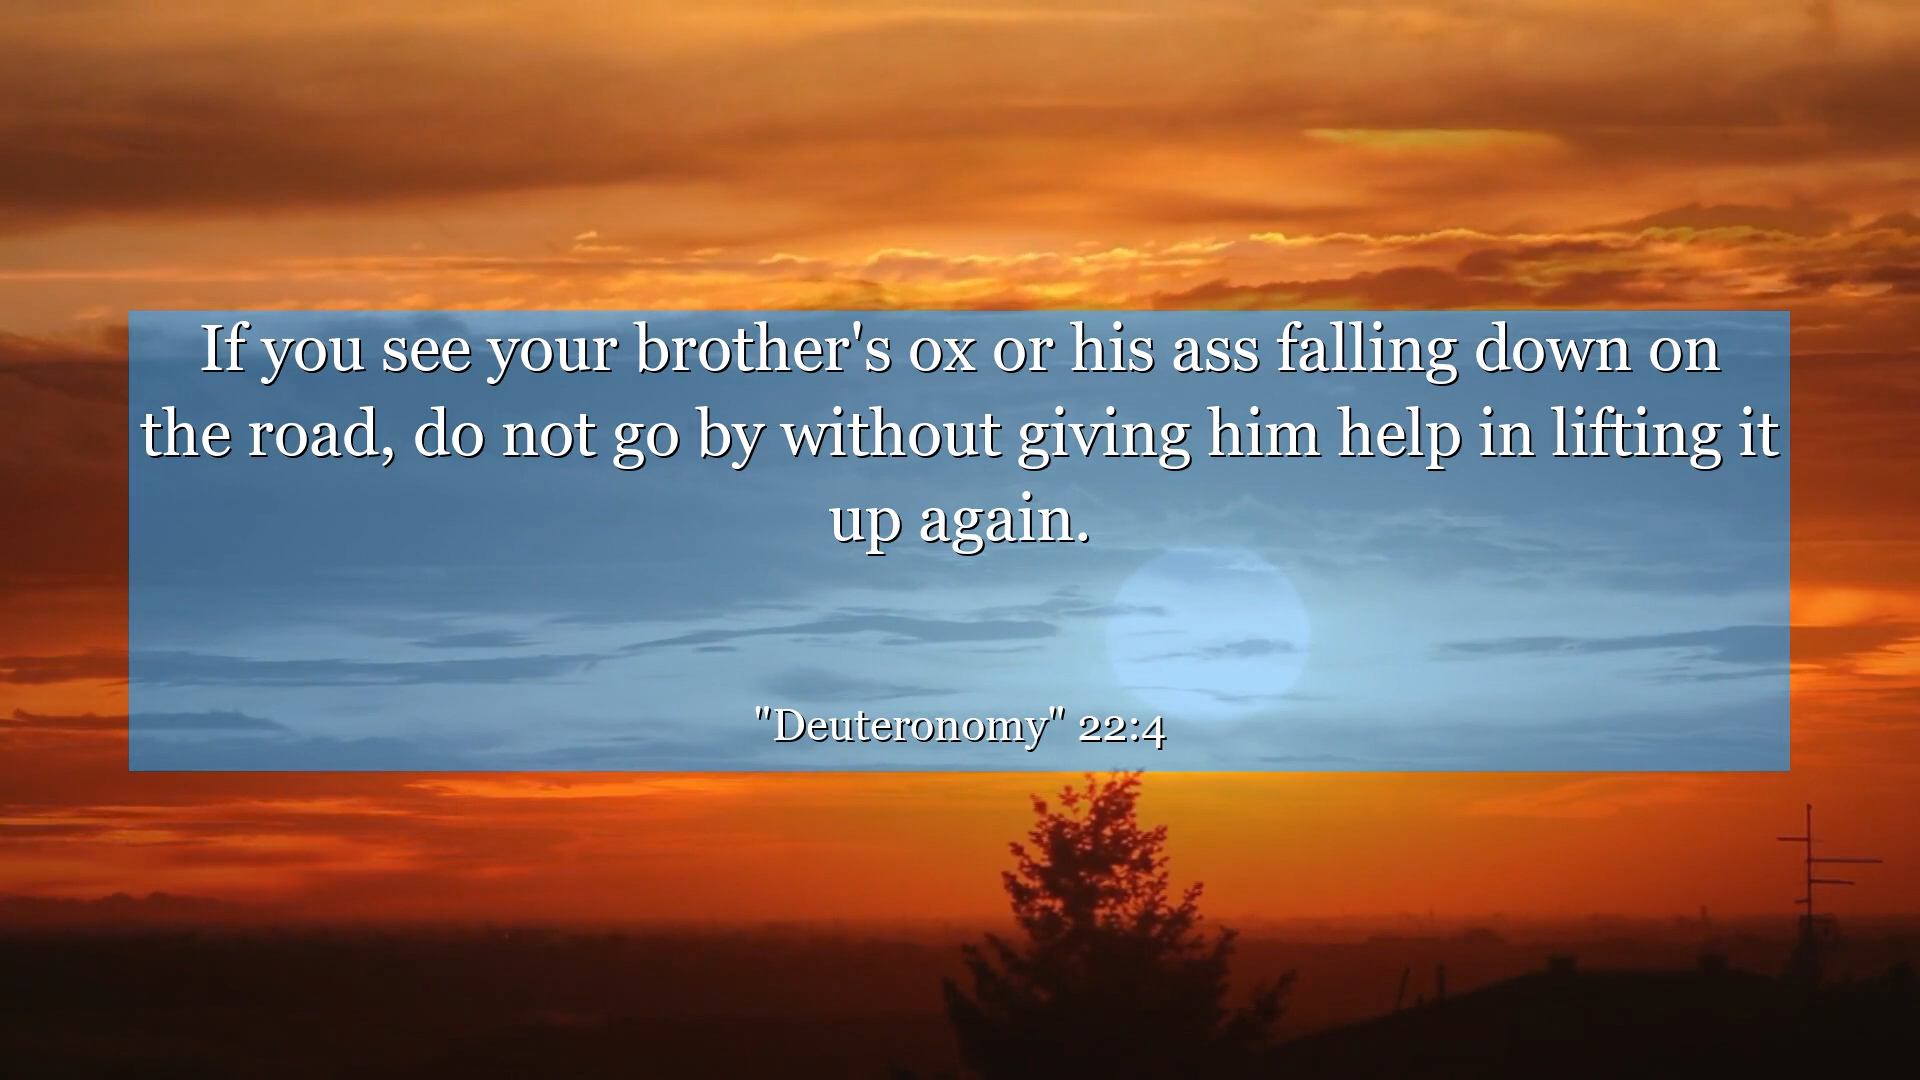 If you see your brother's ox or his ass falling down on
the road, do not go by without giving him help in lifting it
up again.
"Deuteronomy" 22:4